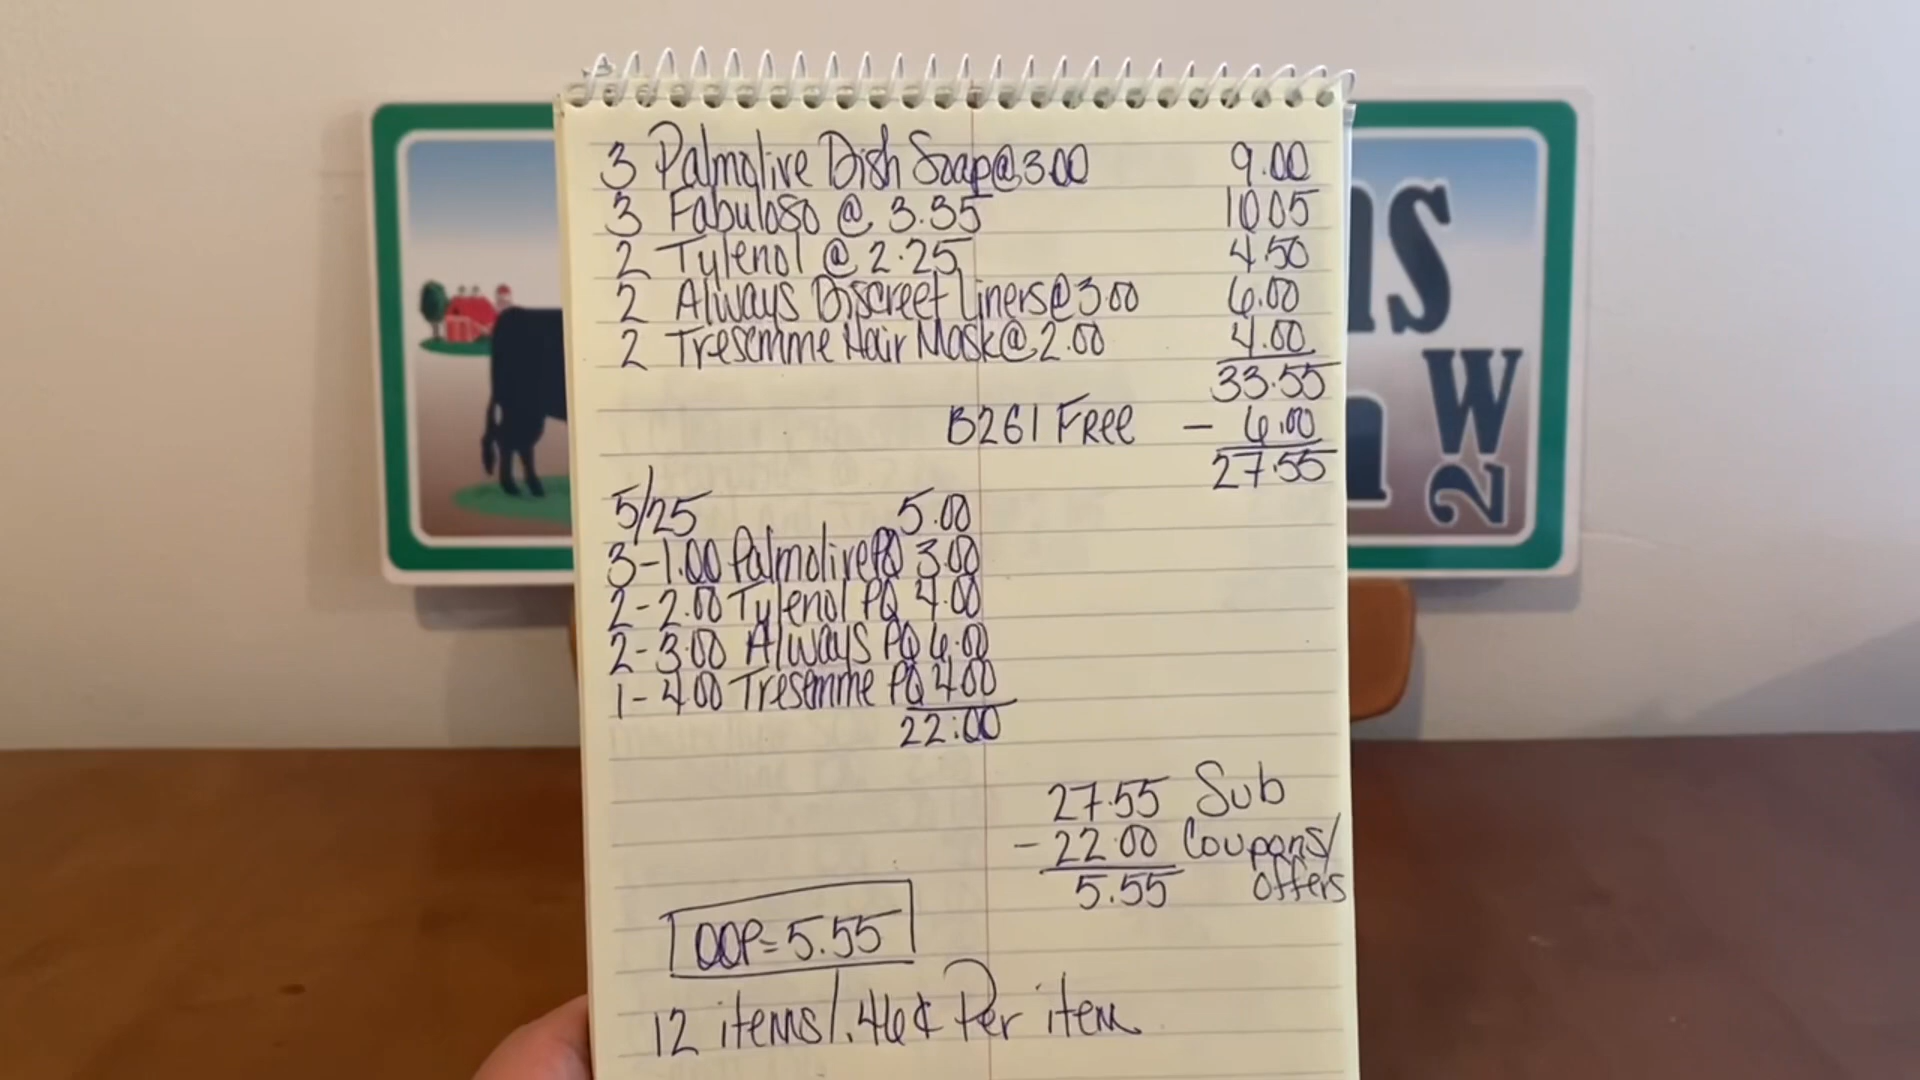 3 Palmolive Dish Soap@3.00 9.00
3 Fabuloso @ 3.35 10.05
2 Tylenol @ 2.25 4.50
2 Always Discreet Liners@3.00 6.00
2 Tresemme Hair Mask@2.00 4.00
33.55
B2G1 Free - 6.00
27.55
5/25 5.00
3-1.00 Palmolive PQ 3.00
2-2.00 Tylenol PQ 4.00
2-3.00 Always PQ 6.00
1-4.00 Tresemme PQ 4.00
22.00
27.55 Sub
-22.00 Coupons/
5.55 Offers
OOP=5.55
12 items/.46¢ Per item
W
2